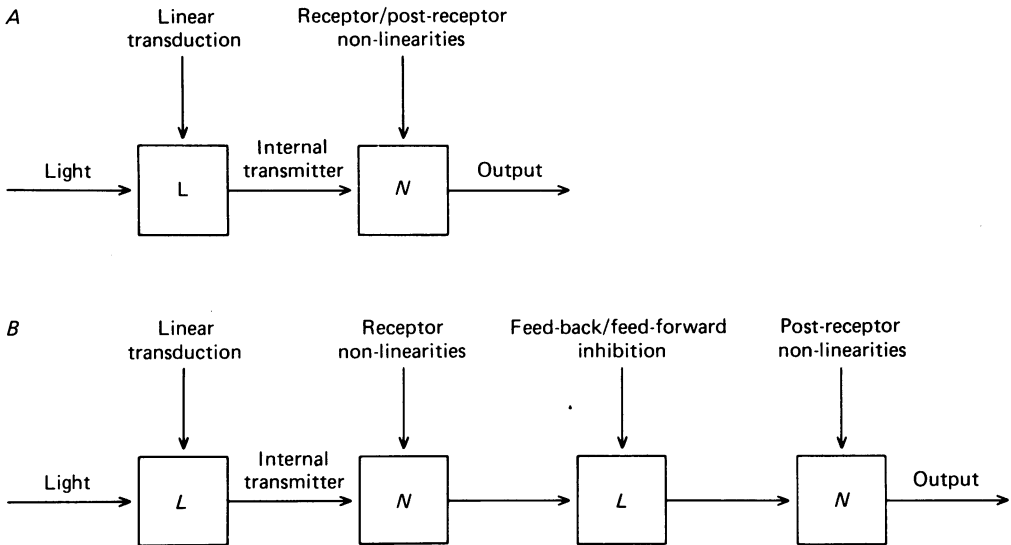 A
Linear
transduction
Receptor/post-receptor
non-linearities
Light
L
Internal
transmitter
N
Output
B
Linear
transduction
Receptor
non-linearities
Feed-back/feed-forward
inhibition
Post-receptor
non-linearities
Light
L
Internal
transmitter
N
L
N
Output